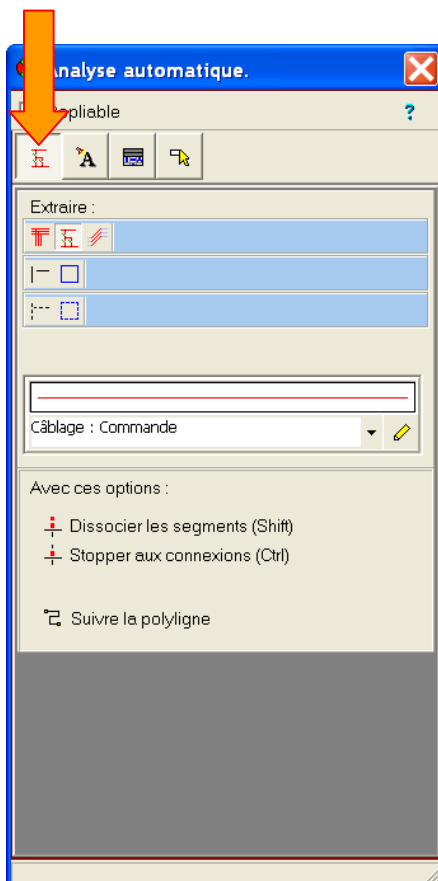 Analyse automatique.
?
A
Extraire :
Câblage : Commande
Avec ces options :
Dissocier les segments (Shift)
Stopper aux connexions (Ctrl)
Suivre la polyligne